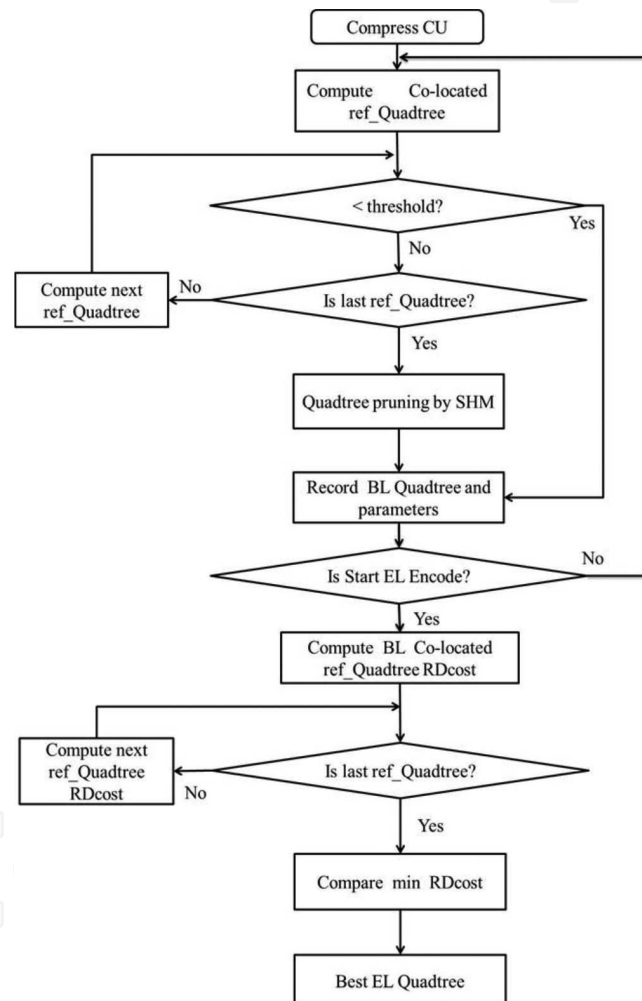 Compress CU
Compute Co-located
ref_Quadtree
< threshold?
Yes
No
Compute next
ref_Quadtree
No
Is last ref_Quadtree?
Yes
Quadtree pruning by SHM
Record BL Quadtree and
parameters
Is Start EL Encode?
No
Yes
Compute BL Co-located
ref_Quadtree RDcost
Compute next
ref_Quadtree
RDcost
No
Is last ref_Quadtree?
Yes
Compare min RDcost
Best EL Quadtree